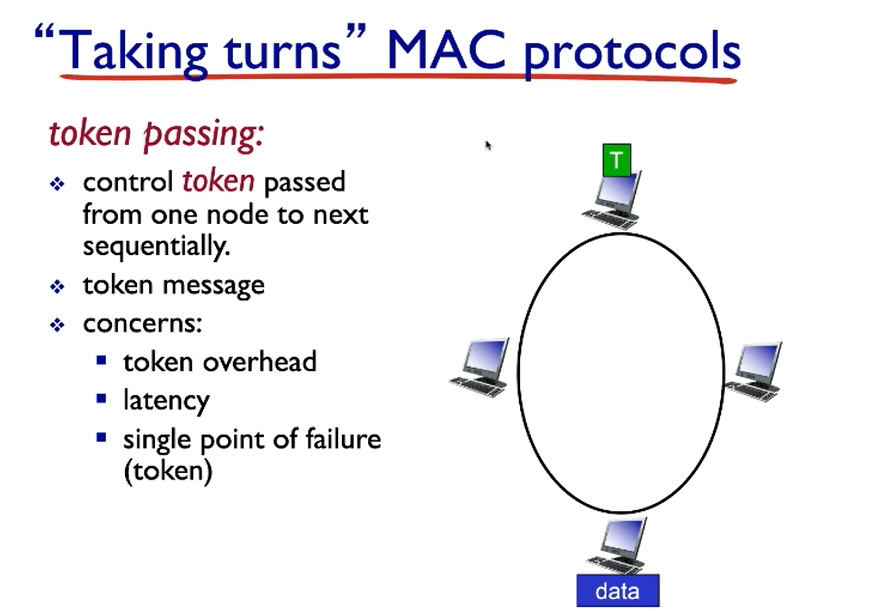 “Taking turns” MAC protocols
token passing:
❖ control token passed
from one node to next
sequentially.
❖ token message
❖ concerns:
▪ token overhead
▪ latency
▪ single point of failure
(token)
T
data